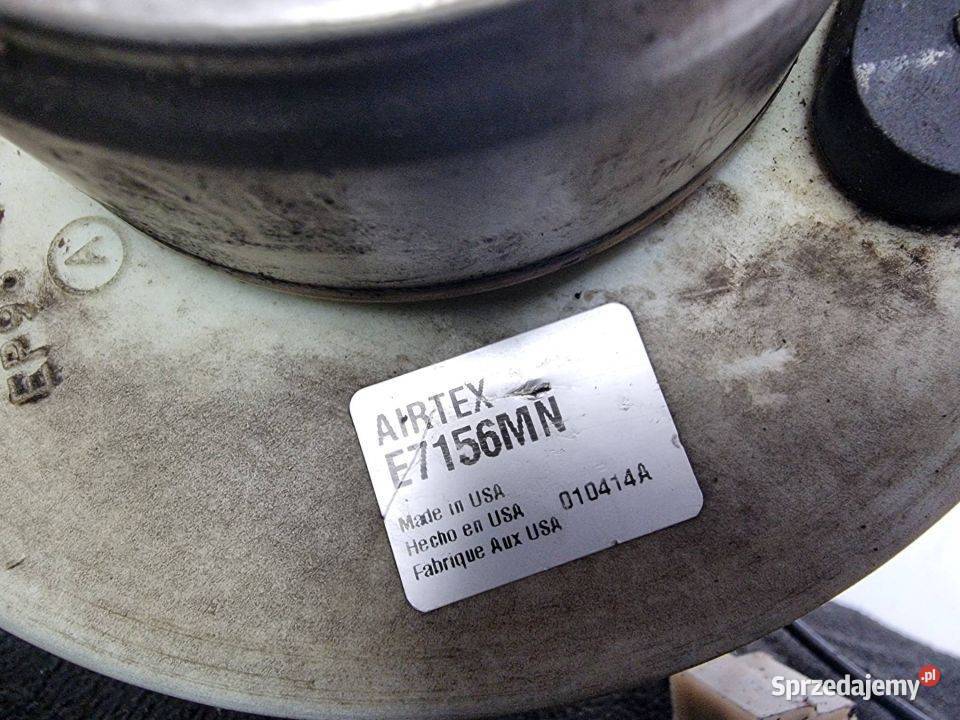 AIRTEX
E7156MN
Made in USA
Hecho en USA 010414A
Fabrique Aux USA
A
Sprzedajemy.pl